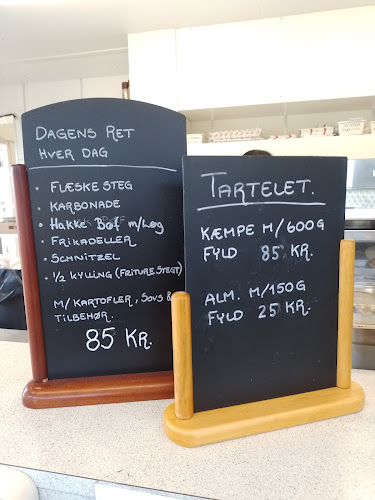 DAGENS RET
HVER DAG
• FLÆSKE STEG
• KARBONADE
• Hakke Bøf m/Løg
• FRIKADELLER
• SCHNITZEL
• 1/2 KYLLING (FRITURE STEGT)
M/ KARTOFLER, SOVS &
TILBEHØR.
85 KR.
TARTELET.
KÆMPE M/600G
FYLD 85 KR.
ALM. M/150G
FYLD 25 KR.